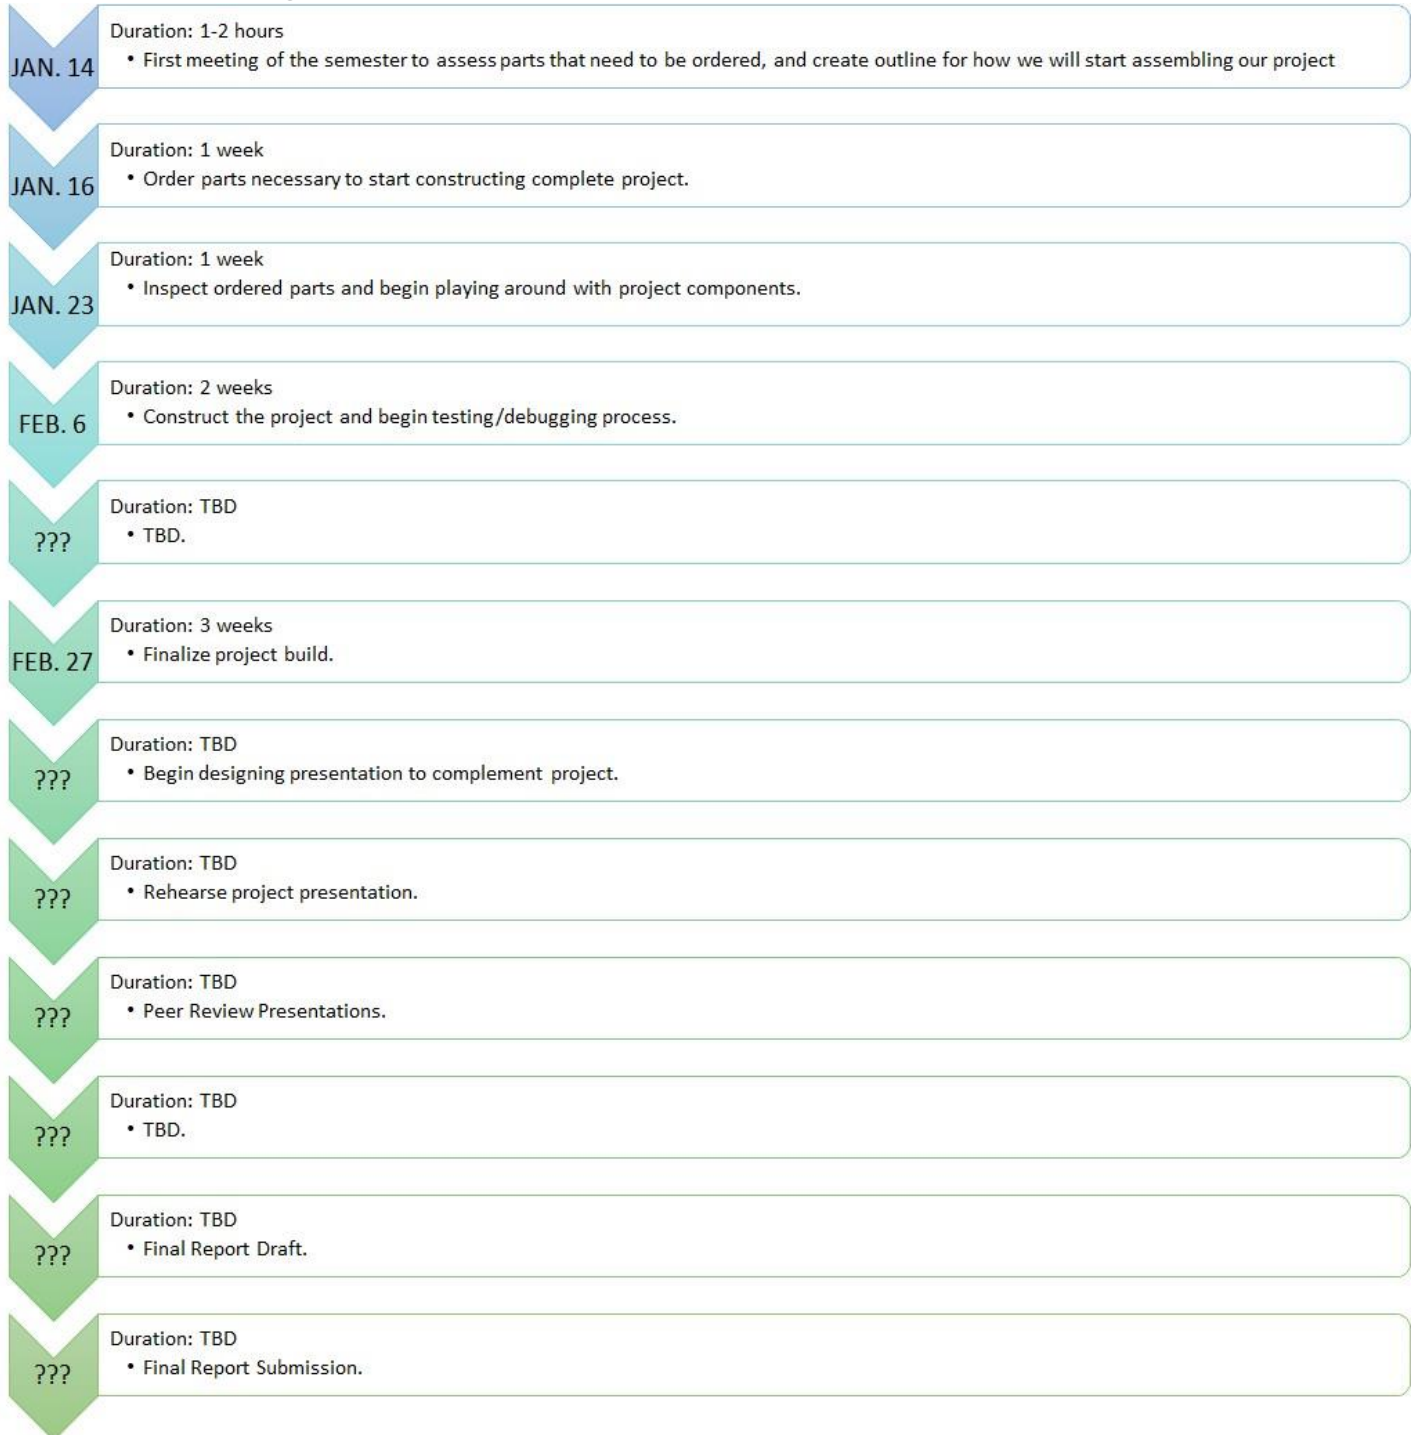 JAN. 14
Duration: 1-2 hours
• First meeting of the semester to assess parts that need to be ordered, and create outline for how we will start assembling our project
JAN. 16
Duration: 1 week
• Order parts necessary to start constructing complete project.
JAN. 23
Duration: 1 week
• Inspect ordered parts and begin playing around with project components.
FEB. 6
Duration: 2 weeks
• Construct the project and begin testing/debugging process.
???
Duration: TBD
• TBD.
FEB. 27
Duration: 3 weeks
• Finalize project build.
???
Duration: TBD
• Begin designing presentation to complement project.
???
Duration: TBD
• Rehearse project presentation.
???
Duration: TBD
• Peer Review Presentations.
???
Duration: TBD
• TBD.
???
Duration: TBD
• Final Report Draft.
???
Duration: TBD
• Final Report Submission.